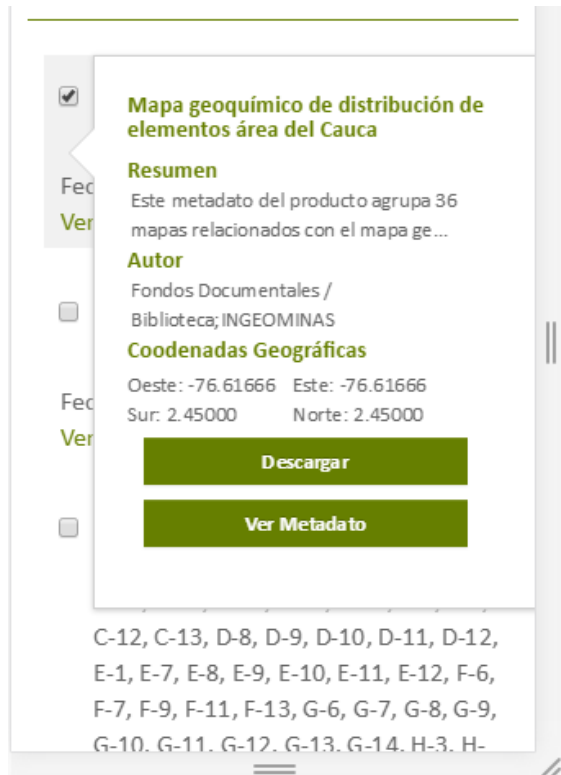 Mapa geoquímico de distribución de
elementos área del Cauca
Resumen
Este metadato del producto agrupa 36
mapas relacionados con el mapa ge...
Autor
Fondos Documentales /
Biblioteca;INGEOMINAS
Coodenadas Geográficas
Oeste: -76.61666 Este: -76.61666
Sur: 2.45000 Norte: 2.45000
Descargar
Ver Metadato
Fec
Ver
Fec
Ver
C-12, C-13, D-8, D-9, D-10, D-11, D-12,
E-1, E-7, E-8, E-9, E-10, E-11, E-12, F-6,
F-7, F-9, F-11, F-13, G-6, G-7, G-8, G-9,
G-10, G-11, G-12, G-13, G-14, H-3, H-